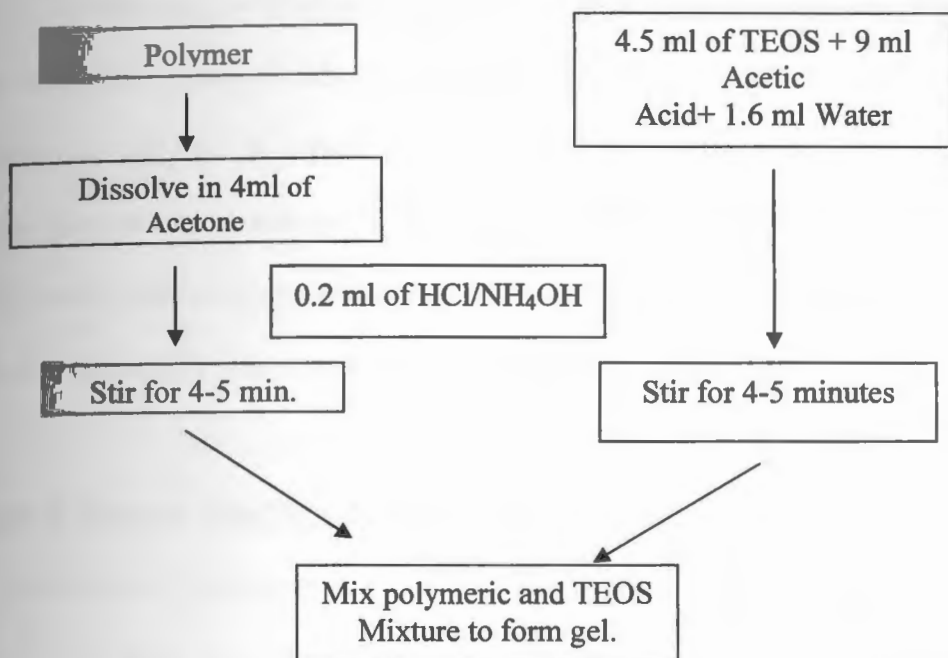 Polymer
4.5 ml of TEOS + 9 ml
Acetic
Acid+ 1.6 ml Water
Dissolve in 4ml of
Acetone
0.2 ml of HCl/NH₄OH
Stir for 4-5 min.
Stir for 4-5 minutes
Mix polymeric and TEOS
Mixture to form gel.